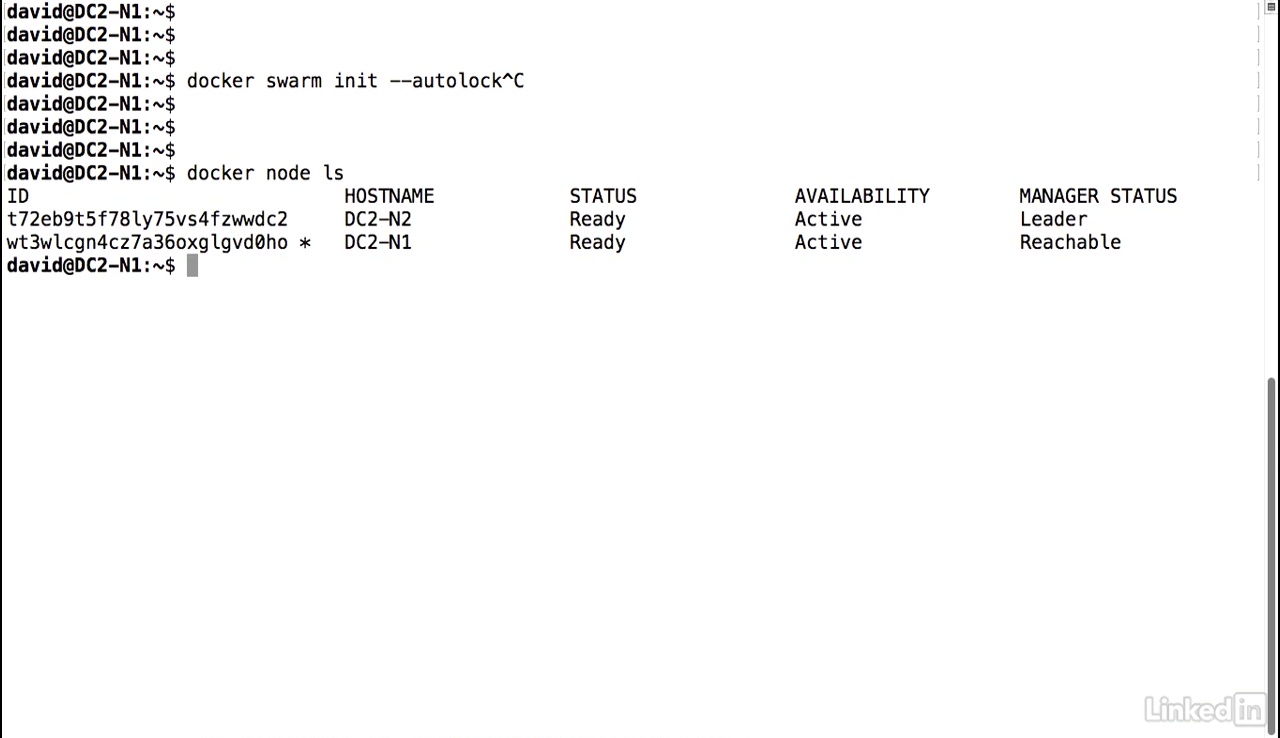 david@DC2-N1:~$
david@DC2-N1:~$
david@DC2-N1:~$
david@DC2-N1:~$ docker swarm init --autolock^C
david@DC2-N1:~$
david@DC2-N1:~$
david@DC2-N1:~$
david@DC2-N1:~$ docker node ls
ID HOSTNAME STATUS AVAILABILITY MANAGER STATUS
t72eb9t5f78ly75vs4fzwwdc2 DC2-N2 Ready Active Leader
wt3wlcgn4cz7a36oxglgvd0ho * DC2-N1 Ready Active Reachable
david@DC2-N1:~$
Linked in